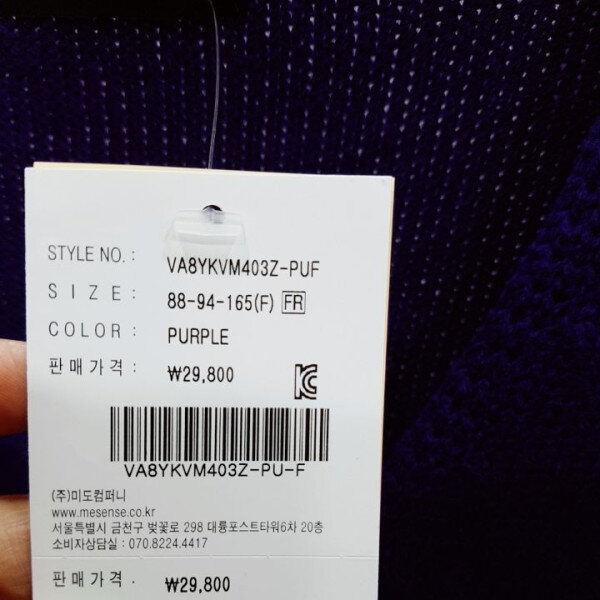 STYLE NO. : VA8YKVM403Z-PUF
SIZE : 88-94-165(F) FR
COLOR : PURPLE
판매가격 : ₩29,800
KC
VA8YKVM403Z-PU-F
(주)미도컴퍼니
www.mesense.co.kr
서울특별시 금천구 벚꽃로 298 대륭포스트타워6차 20층
소비자상담실 : 070.8224.4417
판매가격 . ₩29,800